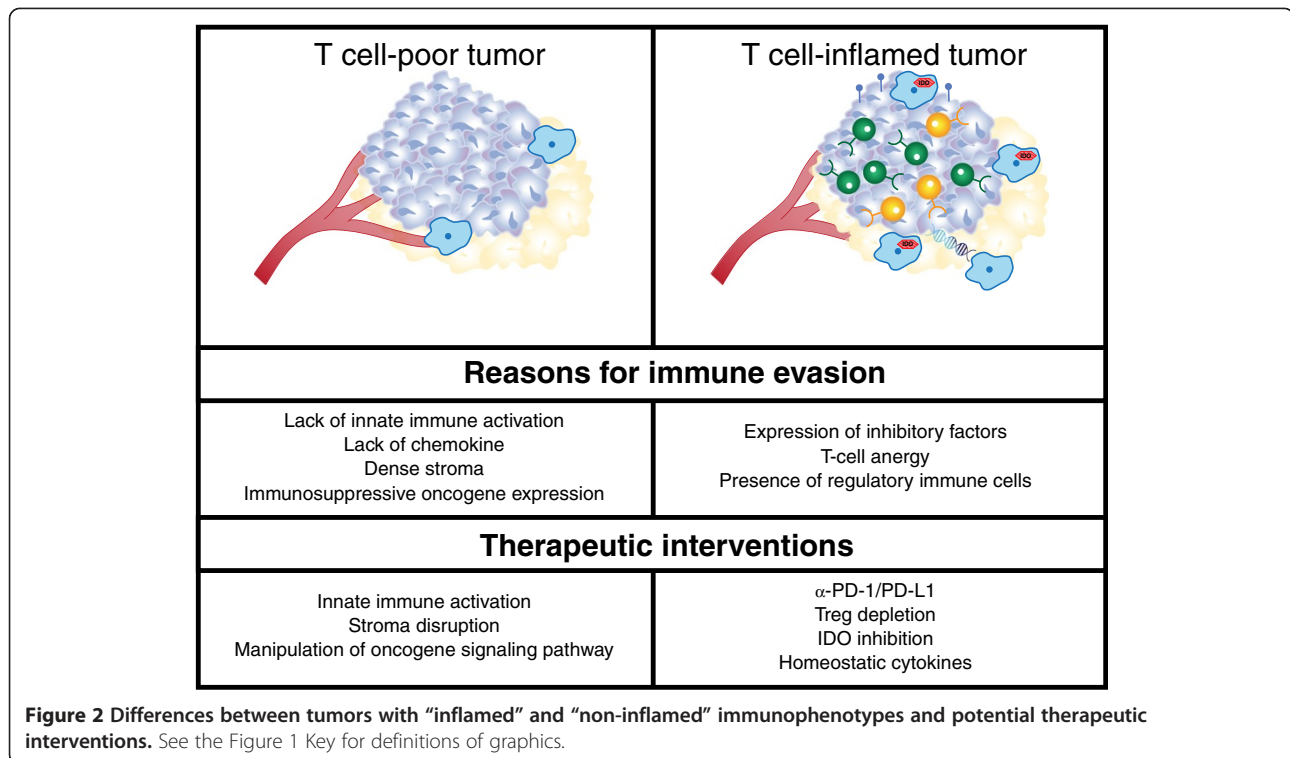 T cell-poor tumor
T cell-inflamed tumor
IDO
IDO
IDO
Reasons for immune evasion
Lack of innate immune activation
Lack of chemokine
Dense stroma
Immunosuppressive oncogene expression
Expression of inhibitory factors
T-cell anergy
Presence of regulatory immune cells
Therapeutic interventions
Innate immune activation
Stroma disruption
Manipulation of oncogene signaling pathway
α-PD-1/PD-L1
Treg depletion
IDO inhibition
Homeostatic cytokines
Figure 2 Differences between tumors with “inflamed” and “non-inflamed” immunophenotypes and potential therapeutic
interventions. See the Figure 1 Key for definitions of graphics.